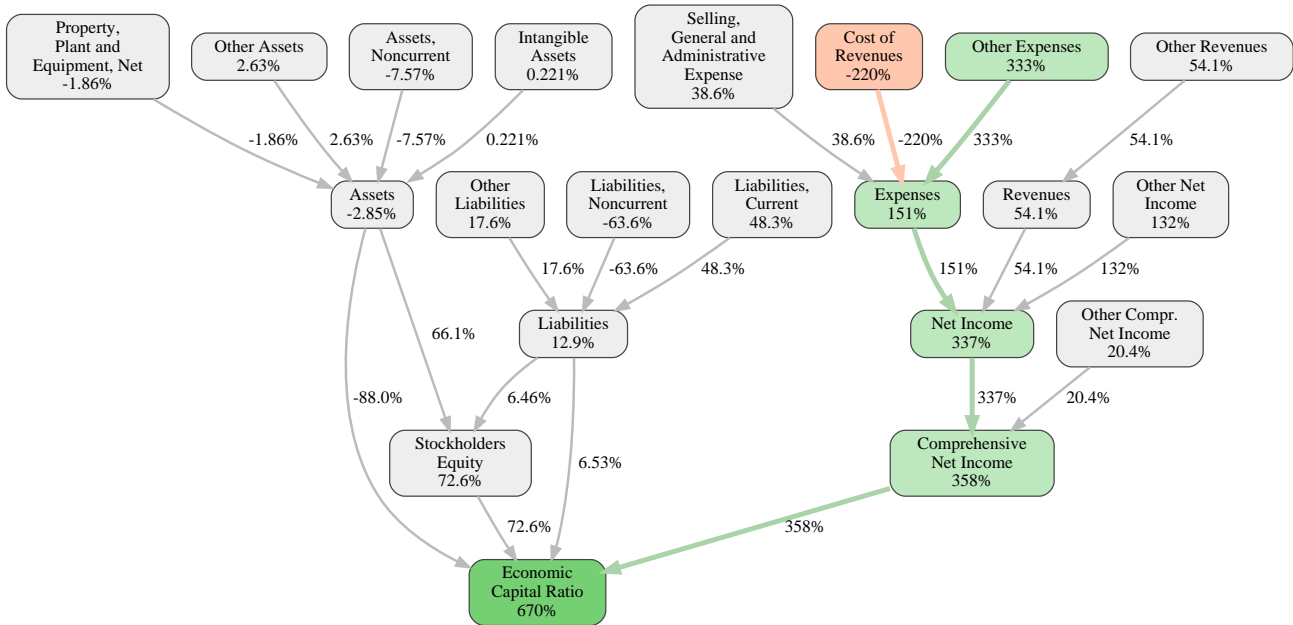 Property,
Plant and
Equipment, Net
-1.86%
Other Assets
2.63%
Assets,
Noncurrent
-7.57%
Intangible
Assets
0.221%
Selling,
General and
Administrative
Expense
38.6%
Cost of
Revenues
-220%
Other Expenses
333%
Other Revenues
54.1%
-1.86%
2.63%
-7.57%
0.221%
38.6%
-220%
333%
54.1%
Assets
-2.85%
Other
Liabilities
17.6%
Liabilities,
Noncurrent
-63.6%
Liabilities,
Current
48.3%
Expenses
151%
Revenues
54.1%
Other Net
Income
132%
17.6%
-63.6%
48.3%
151%
54.1%
132%
66.1%
Liabilities
12.9%
Net Income
337%
Other Compr.
Net Income
20.4%
-88.0%
6.46%
337%
20.4%
Stockholders
Equity
72.6%
6.53%
Comprehensive
Net Income
358%
72.6%
358%
Economic
Capital Ratio
670%